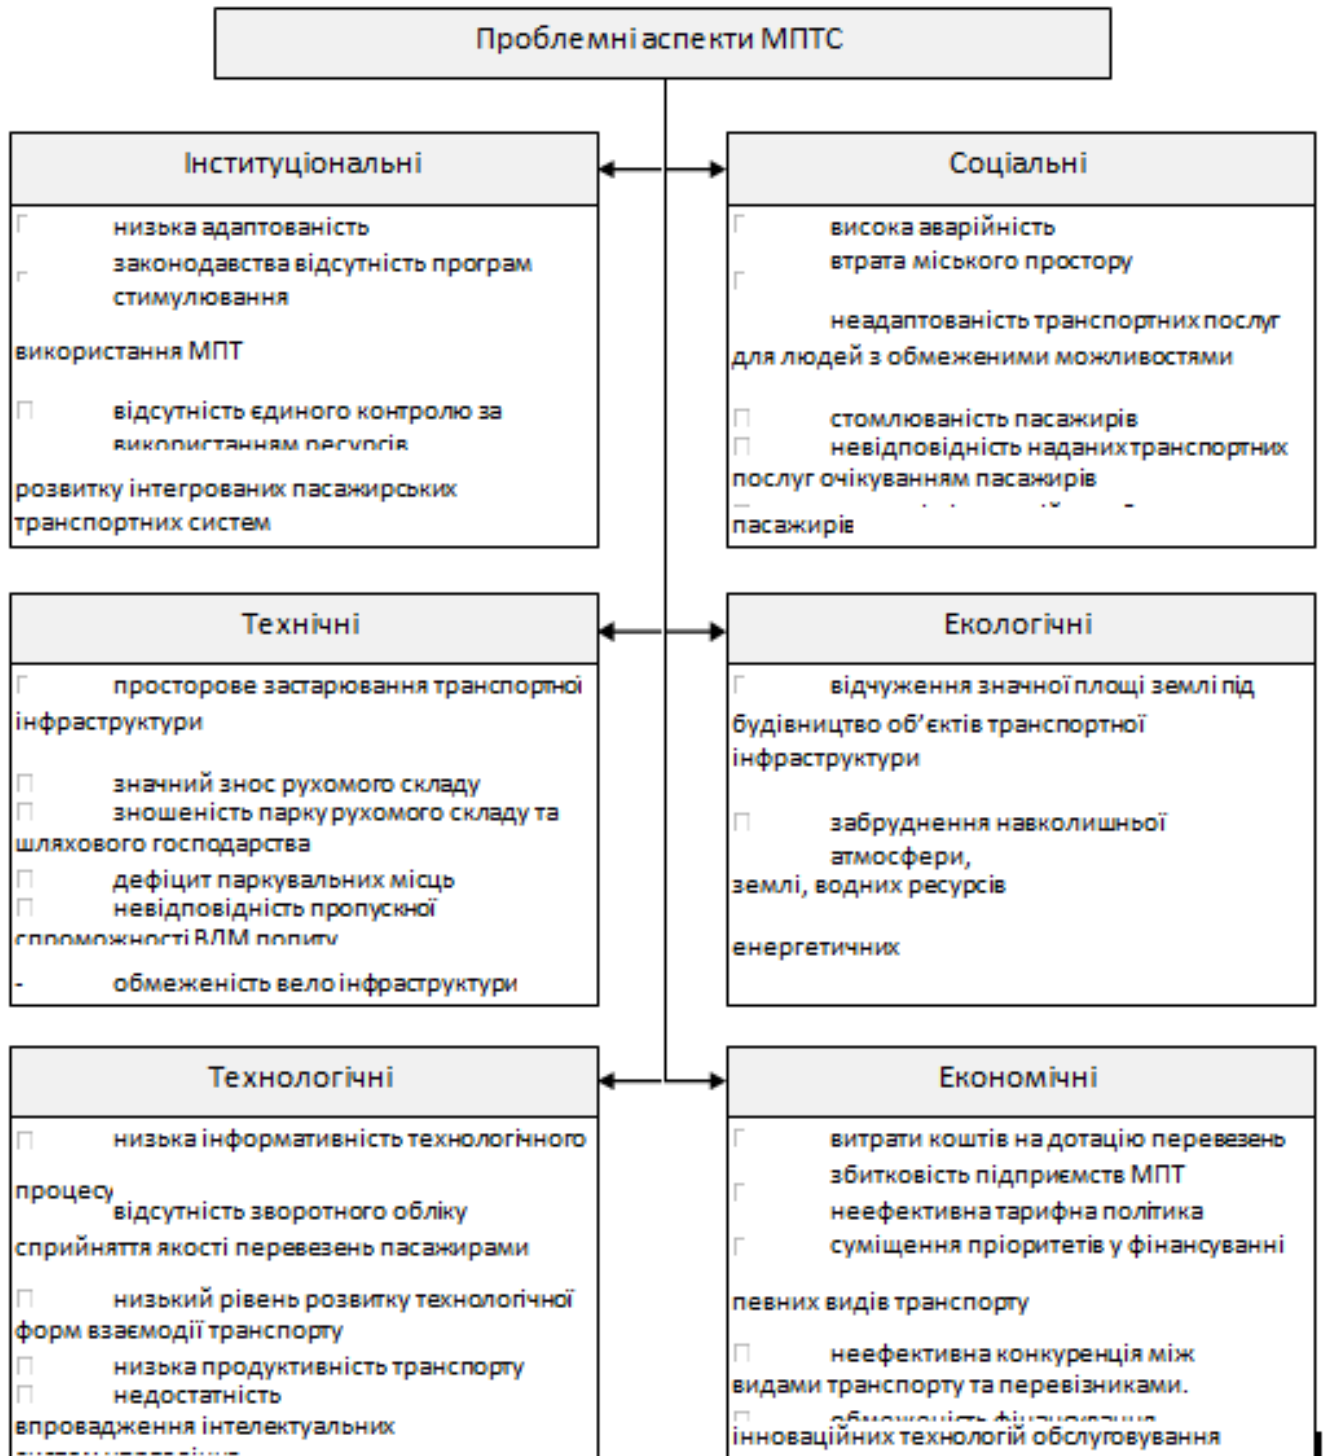 Проблемні аспекти МПТС
Інституціональні
низька адаптованість
законодавства відсутність програм
стимулювання
використання МПТ
відсутність єдиного контролю за
використанням ресурсів
розвитку інтегрованих пасажирських
транспортних систем
Соціальні
висока аварійність
втрата міського простору
неадаптованість транспортних послуг
для людей з обмеженими можливостями
стомлюваність пасажирів
невідповідність наданих транспортних
послуг очікуванням пасажирів
пасажирів
Технічні
просторове застарювання транспортної
інфраструктури
значний знос рухомого складу
зношеність парку рухомого складу та
шляхового господарства
дефіцит паркувальних місць
невідповідність пропускної
спроможності ВДМ попиту
- обмеженість вело інфраструктури
Екологічні
відчуження значної площі землі під
будівництво об’єктів транспортної
інфраструктури
забруднення навколишньої
атмосфери,
землі, водних ресурсів
енергетичних
Технологічні
низька інформативність технологічного
процесу
відсутність зворотного обліку
сприйняття якості перевезень пасажирами
низький рівень розвитку технологічної
форм взаємодії транспорту
низька продуктивність транспорту
недостатність
впровадження інтелектуальних
Економічні
витрати коштів на дотацію перевезень
збитковість підприємств МПТ
неефективна тарифна політика
суміщення пріоритетів у фінансуванні
певних видів транспорту
неефективна конкуренція між
видами транспорту та перевізниками.
обмеженість фінансування
інноваційних технологій обслуговування